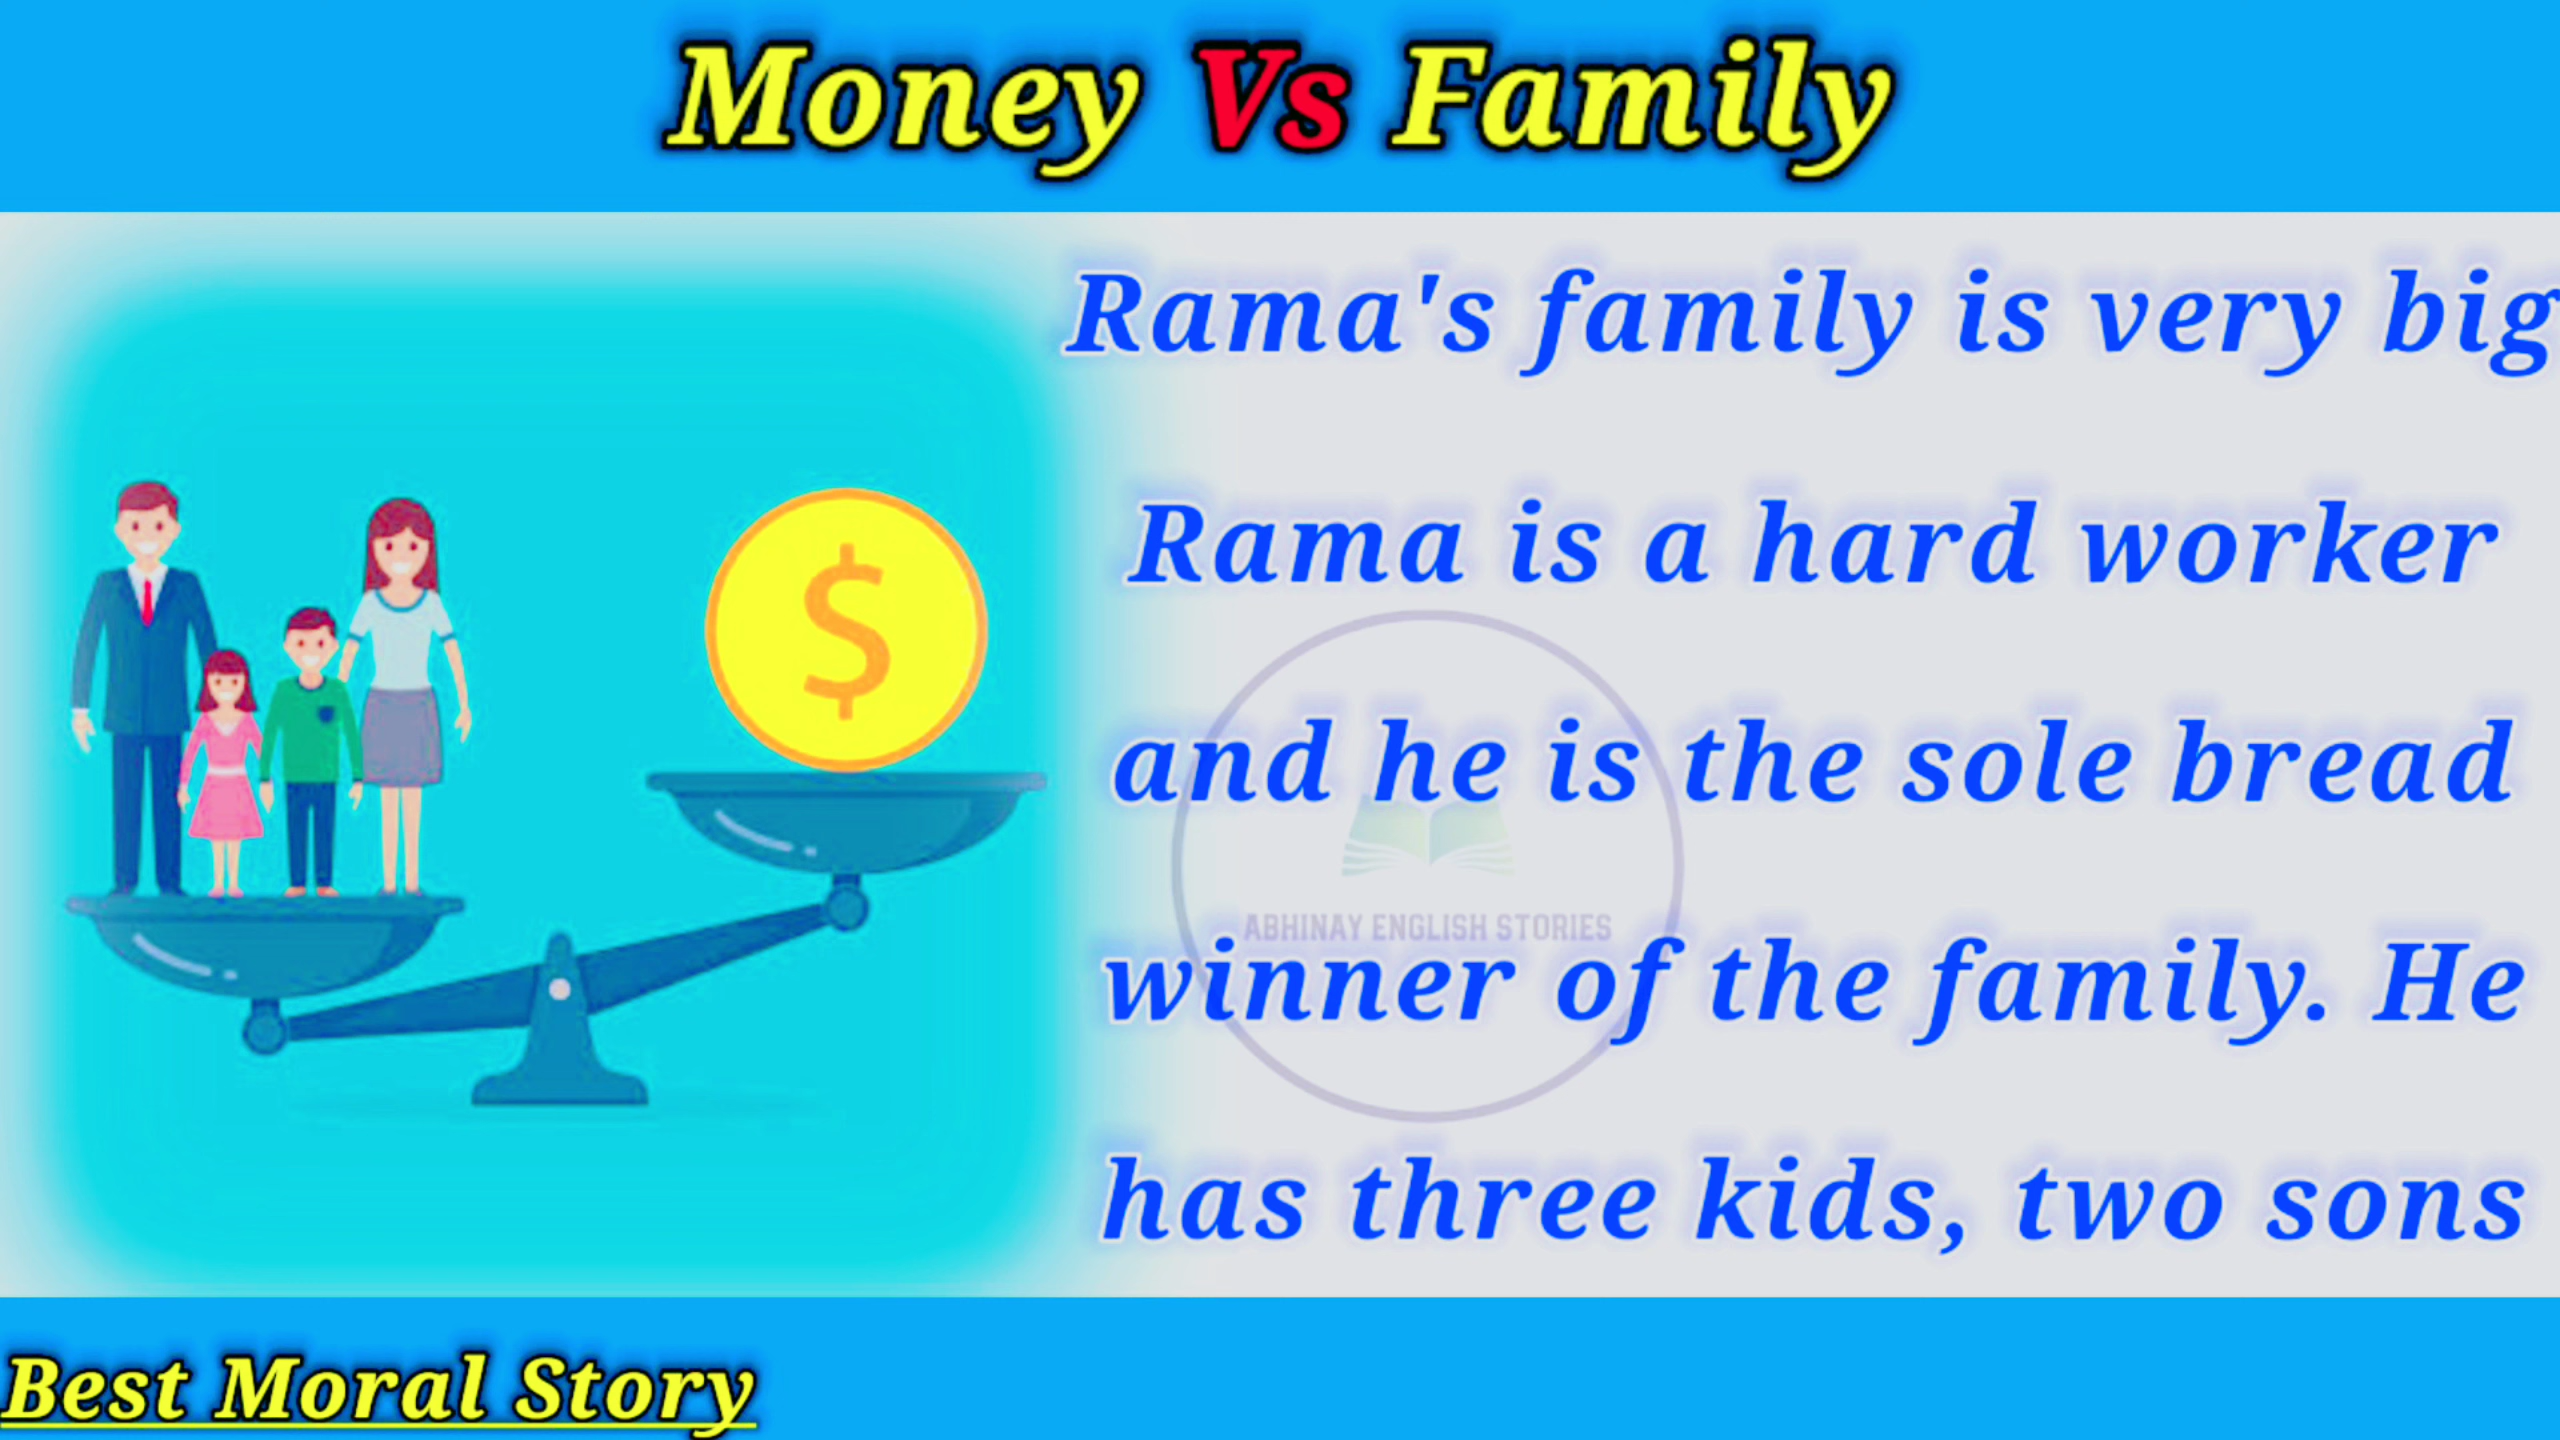 Money Vs Family
Rama's family is very big
Rama is a hard worker
and he is the sole bread
winner of the family. He
has three kids, two sons
$
ABHINAY ENGLISH STORIES
Best Moral Story